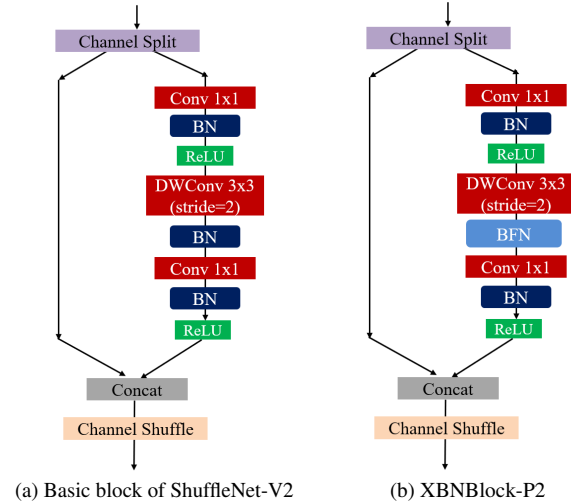 Channel Split
Conv 1x1
BN
ReLU
DWConv 3x3
(stride=2)
BN
Conv 1x1
BN
ReLU
Concat
Channel Shuffle
(a) Basic block of ShuffleNet-V2
Channel Split
Conv 1x1
BN
ReLU
DWConv 3x3
(stride=2)
BFN
Conv 1x1
BN
ReLU
Concat
Channel Shuffle
(b) XBNBlock-P2